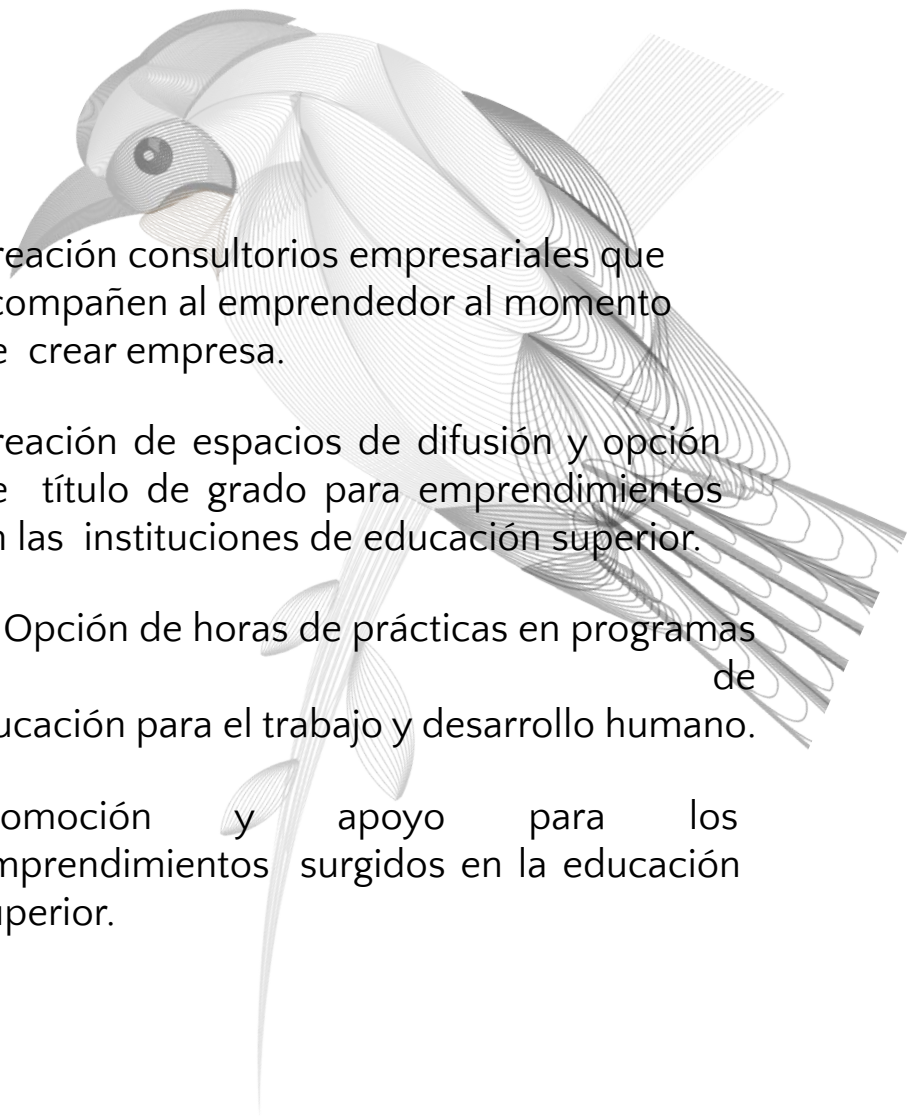 reación consultorios empresariales que
compañen al emprendedor al momento
e crear empresa.
reación de espacios de difusión y opción
e título de grado para emprendimientos
n las instituciones de educación superior.
Opción de horas de prácticas en programas
de
ucación para el trabajo y desarrollo humano.
omoción y apoyo para los
mprendimientos surgidos en la educación
uperior.